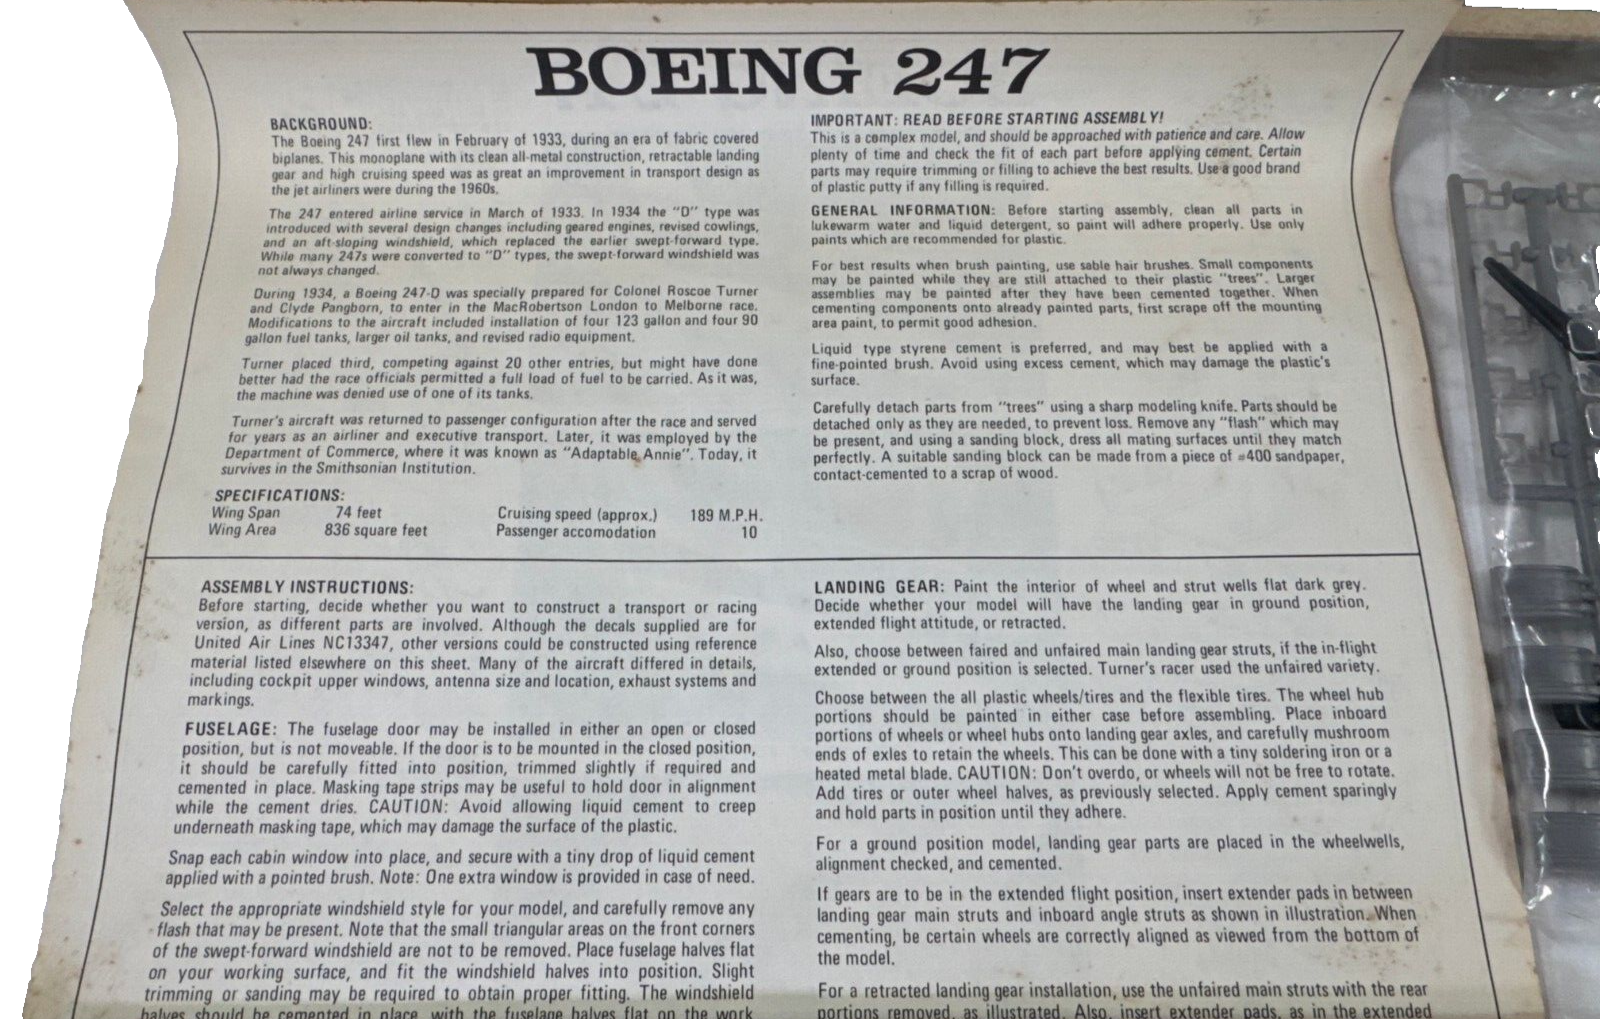 BOEING 247
BACKGROUND:
The Boeing 247 first flew in February of 1933, during an era of fabric covered
biplanes. This monoplane with its clean all-metal construction, retractable landing
gear and high cruising speed was as great an improvement in transport design as
the jet airliners were during the 1960s.
The 247 entered airline service in March of 1933. In 1934 the "D" type was
introduced with several design changes including geared engines, revised cowlings,
and an aft-sloping windshield, which replaced the earlier swept-forward type.
While many 247s were converted to "D" types, the swept-forward windshield was
not always changed.
During 1934, a Boeing 247-D was specially prepared for Colonel Roscoe Turner
and Clyde Pangborn, to enter in the MacRobertson London to Melborne race.
Modifications to the aircraft included installation of four 123 gallon and four 90
gallon fuel tanks, larger oil tanks, and revised radio equipment.
Turner placed third, competing against 20 other entries, but might have done
better had the race officials permitted a full load of fuel to be carried. As it was,
the machine was denied use of one of its tanks.
Turner's aircraft was returned to passenger configuration after the race and served
for years as an airliner and executive transport. Later, it was employed by the
Department of Commerce, where it was known as "Adaptable Annie". Today, it
survives in the Smithsonian Institution.
SPECIFICATIONS:
Wing Span 74 feet Cruising speed (approx.) 189 M.P.H.
Wing Area 836 square feet Passenger accomodation 10
IMPORTANT: READ BEFORE STARTING ASSEMBLY!
This is a complex model, and should be approached with patience and care. Allow
plenty of time and check the fit of each part before applying cement. Certain
parts may require trimming or filling to achieve the best results. Use a good brand
of plastic putty if any filling is required.
GENERAL INFORMATION: Before starting assembly, clean all parts in
lukewarm water and liquid detergent, so paint will adhere properly. Use only
paints which are recommended for plastic.
For best results when brush painting, use sable hair brushes. Small components
may be painted while they are still attached to their plastic "trees". Larger
assemblies may be painted after they have been cemented together. When
cementing components onto already painted parts, first scrape off the mounting
area paint, to permit good adhesion.
Liquid type styrene cement is preferred, and may best be applied with a
fine-pointed brush. Avoid using excess cement, which may damage the plastic's
surface.
Carefully detach parts from "trees" using a sharp modeling knife. Parts should be
detached only as they are needed, to prevent loss. Remove any "flash" which may
be present, and using a sanding block, dress all mating surfaces until they match
perfectly. A suitable sanding block can be made from a piece of #400 sandpaper,
contact-cemented to a scrap of wood.
ASSEMBLY INSTRUCTIONS:
Before starting, decide whether you want to construct a transport or racing
version, as different parts are involved. Although the decals supplied are for
United Air Lines NC13347, other versions could be constructed using reference
material listed elsewhere on this sheet. Many of the aircraft differed in details,
including cockpit upper windows, antenna size and location, exhaust systems and
markings.
FUSELAGE: The fuselage door may be installed in either an open or closed
position, but is not moveable. If the door is to be mounted in the closed position,
it should be carefully fitted into position, trimmed slightly if required and
cemented in place. Masking tape strips may be useful to hold door in alignment
while the cement dries. CAUTION: Avoid allowing liquid cement to creep
underneath masking tape, which may damage the surface of the plastic.
Snap each cabin window into place, and secure with a tiny drop of liquid cement
applied with a pointed brush. Note: One extra window is provided in case of need.
Select the appropriate windshield style for your model, and carefully remove any
flash that may be present. Note that the small triangular areas on the front corners
of the swept-forward windshield are not to be removed. Place fuselage halves flat
on your working surface, and fit the windshield halves into position. Slight
trimming or sanding may be required to obtain proper fitting. The windshield
halves should be cemented in place, with the fuselage halves flat on the work
LANDING GEAR: Paint the interior of wheel and strut wells flat dark grey.
Decide whether your model will have the landing gear in ground position,
extended flight attitude, or retracted.
Also, choose between faired and unfaired main landing gear struts, if the in-flight
extended or ground position is selected. Turner's racer used the unfaired variety.
Choose between the all plastic wheels/tires and the flexible tires. The wheel hub
portions should be painted in either case before assembling. Place inboard
portions of wheels or wheel hubs onto landing gear axles, and carefully mushroom
ends of exles to retain the wheels. This can be done with a tiny soldering iron or a
heated metal blade. CAUTION: Don't overdo, or wheels will not be free to rotate.
Add tires or outer wheel halves, as previously selected. Apply cement sparingly
and hold parts in position until they adhere.
For a ground position model, landing gear parts are placed in the wheelwells,
alignment checked, and cemented.
If gears are to be in the extended flight position, insert extender pads in between
landing gear main struts and inboard angle struts as shown in illustration. When
cementing, be certain wheels are correctly aligned as viewed from the bottom of
the model.
For a retracted landing gear installation, use the unfaired main struts with the rear
portions removed, as illustrated. Also, insert extender pads, as in the extended